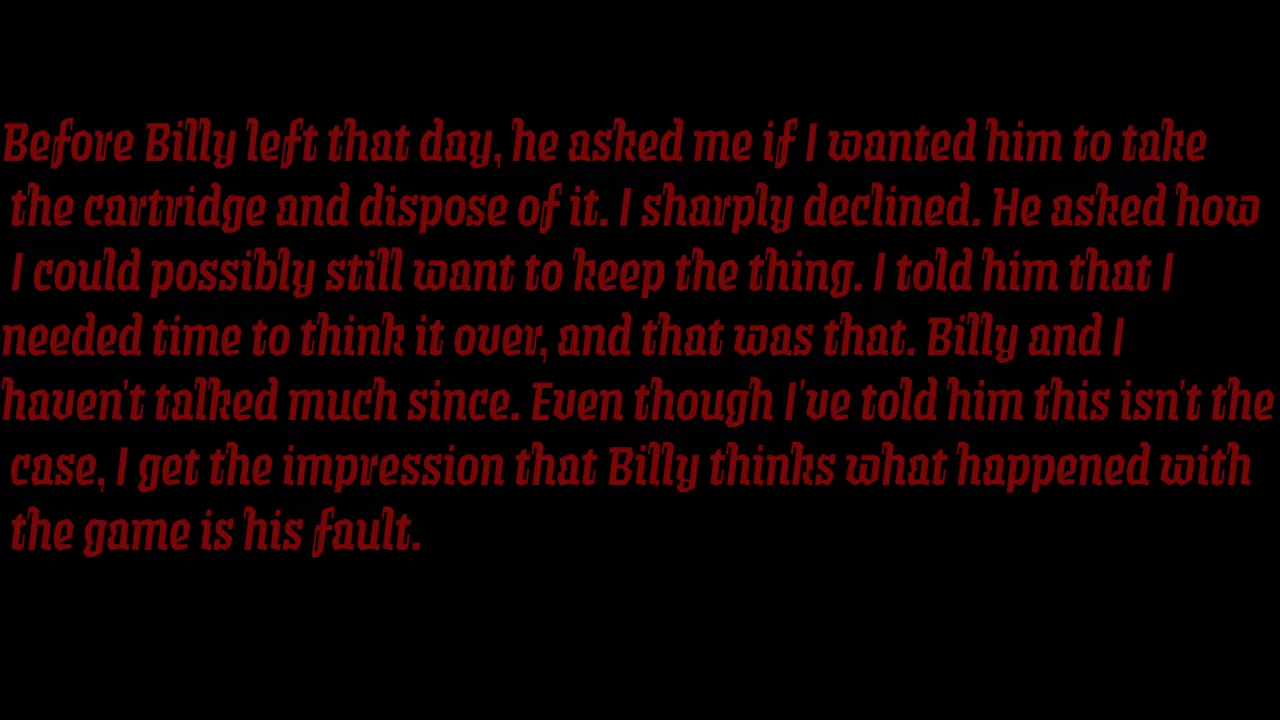 Before Billy left that day, he asked me if I wanted him to take
the cartridge and dispose of it. I sharply declined. He asked how
I could possibly still want to keep the thing. I told him that I
needed time to think it over, and that was that. Billy and I
haven't talked much since. Even though I've told him this isn't the
case, I get the impression that Billy thinks what happened with
the game is his fault.